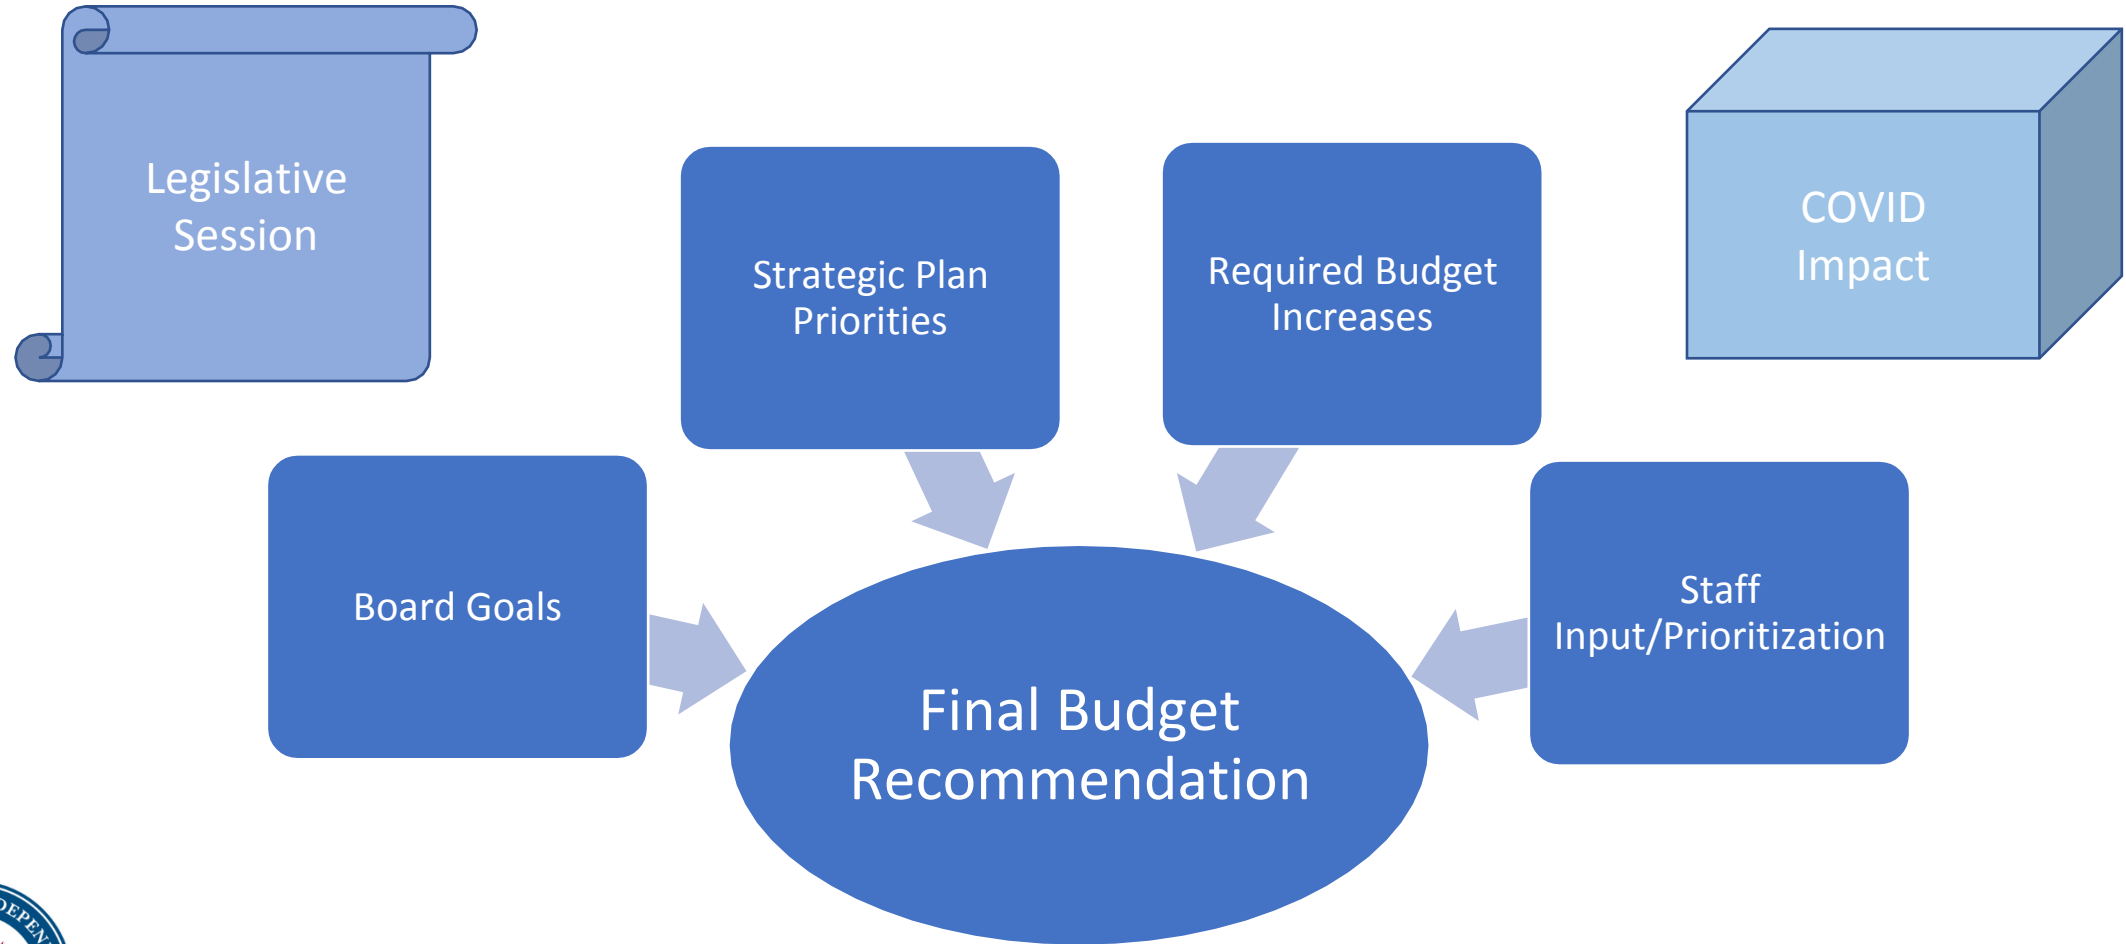 Legislative
Session
COVID
Impact
Strategic Plan
Priorities
Required Budget
Increases
Board Goals
Staff
Input/Prioritization
Final Budget
Recommendation